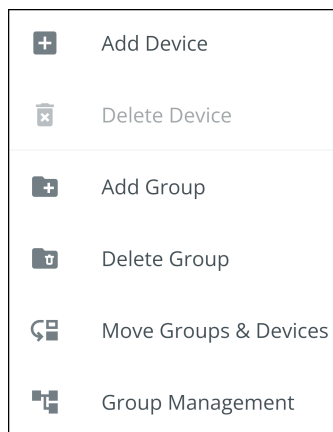 Add Device
Delete Device
Add Group
Delete Group
Move Groups & Devices
Group Management